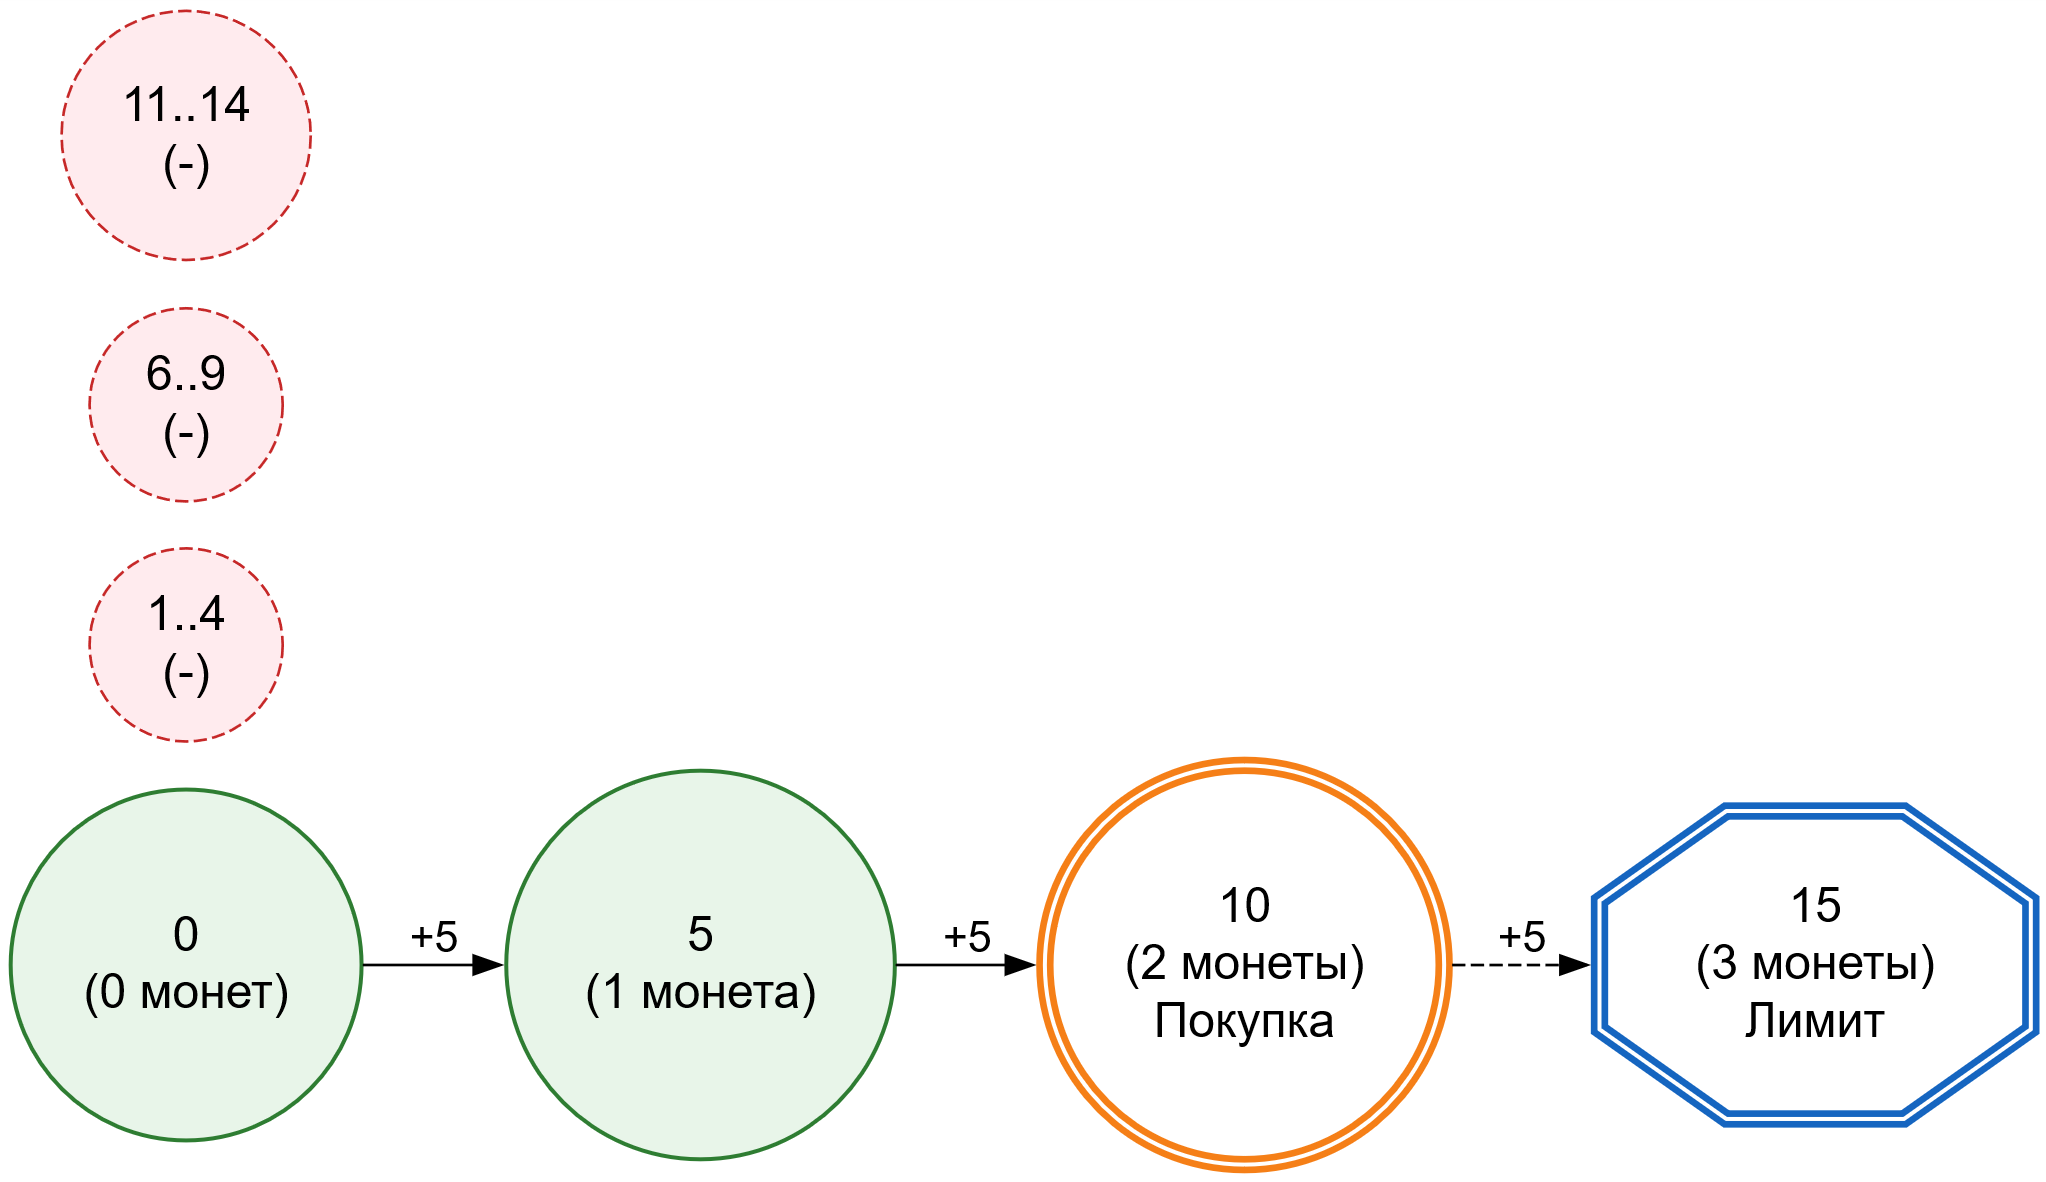 11..14
(-)
6..9
(-)
1..4
(-)
0
(0 монет)
+5
5
(1 монета)
+5
10
(2 монеты)
Покупка
+5
15
(3 монеты)
Лимит